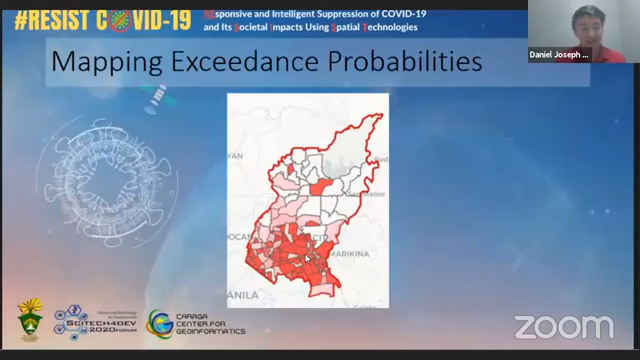 #RESIST COVID-19
REsponsive and Intelligent Suppression of COVID-19
and Its Societal Impacts Using Spatial Technologies
Daniel Joseph ...
Mapping Exceedance Probabilities
MARIKINA
ANILA
SCITECH4DEV
2020 FORUM
CARAGA
CENTER FOR
GEOINFORMATICS
zoom